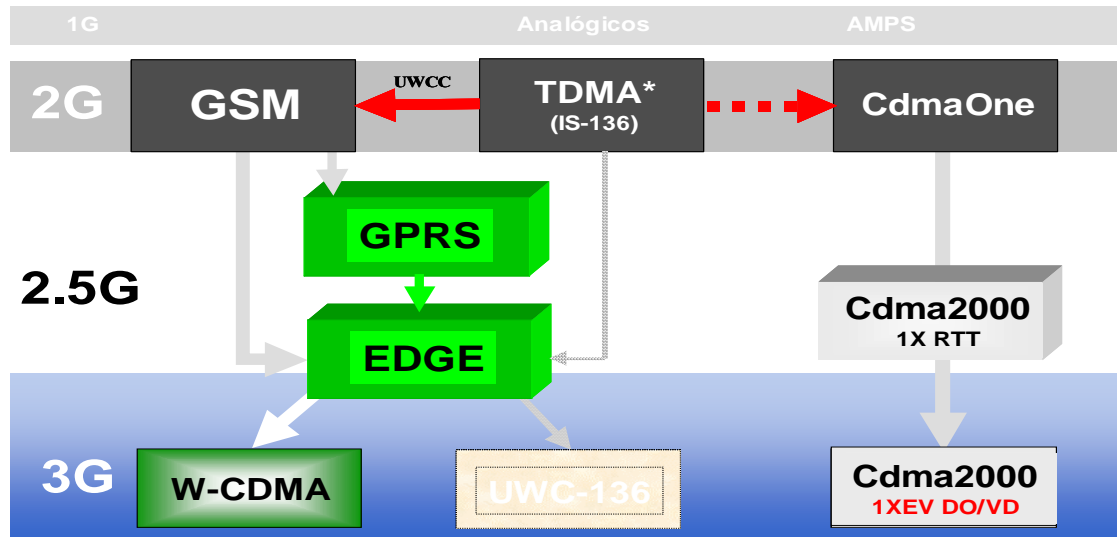 1G Analógicos AMPS
2G
GSM
UWCC
TDMA*
(IS-136)
CdmaOne
GPRS
2.5G
Cdma2000
1X RTT
EDGE
3G
W-CDMA
UWC-136
Cdma2000
1XEV DO/VD